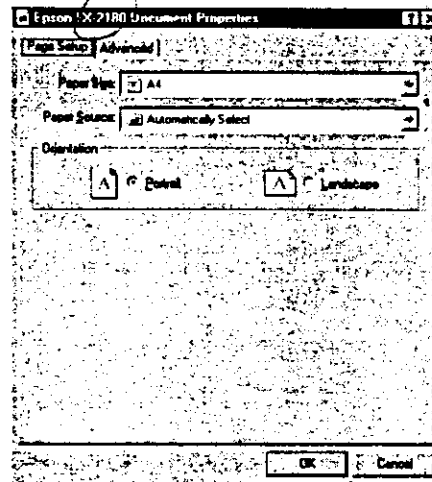 Epson LX-2180 Document Properties
Page Setup Advanced
Paper Size: A4
Paper Source: Automatically Select
Orientation
A Portrait A Landscape
OK Cancel